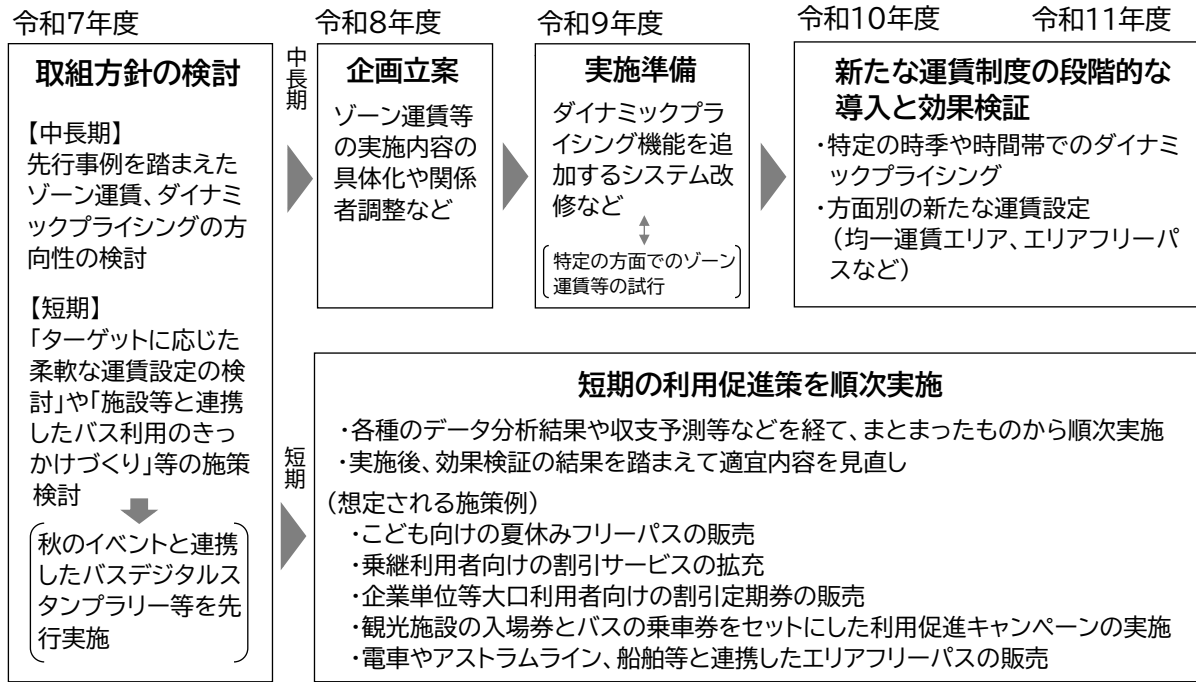 令和7年度
取組方針の検討
【中長期】
先行事例を踏まえた
ゾーン運賃、ダイナミ
ックプライシングの方
向性の検討
【短期】
「ターゲットに応じた
柔軟な運賃設定の検
討」や「施設等と連携
したバス利用のきっ
かけづくり」等の施策
検討
秋のイベントと連携
したバスデジタルス
タンプラリー等を先
行実施
中長期
令和8年度
企画立案
ゾーン運賃等
の実施内容の
具体化や関係
者調整など
令和9年度
実施準備
ダイナミックプラ
イシング機能を追
加するシステム改
修など
特定の方面でのゾーン
運賃等の試行
令和10年度 令和11年度
新たな運賃制度の段階的な
導入と効果検証
・特定の時季や時間帯でのダイナミ
ックプライシング
・方面別の新たな運賃設定
（均一運賃エリア、エリアフリーパ
スなど）
短期
短期の利用促進策を順次実施
・各種のデータ分析結果や収支予測等などを経て、まとまったものから順次実施
・実施後、効果検証の結果を踏まえて適宜内容を見直し
（想定される施策例）
・こども向けの夏休みフリーパスの販売
・乗継利用者向けの割引サービスの拡充
・企業単位等大口利用者向けの割引定期券の販売
・観光施設の入場券とバスの乗車券をセットにした利用促進キャンペーンの実施
・電車やアストラムライン、船舶等と連携したエリアフリーパスの販売